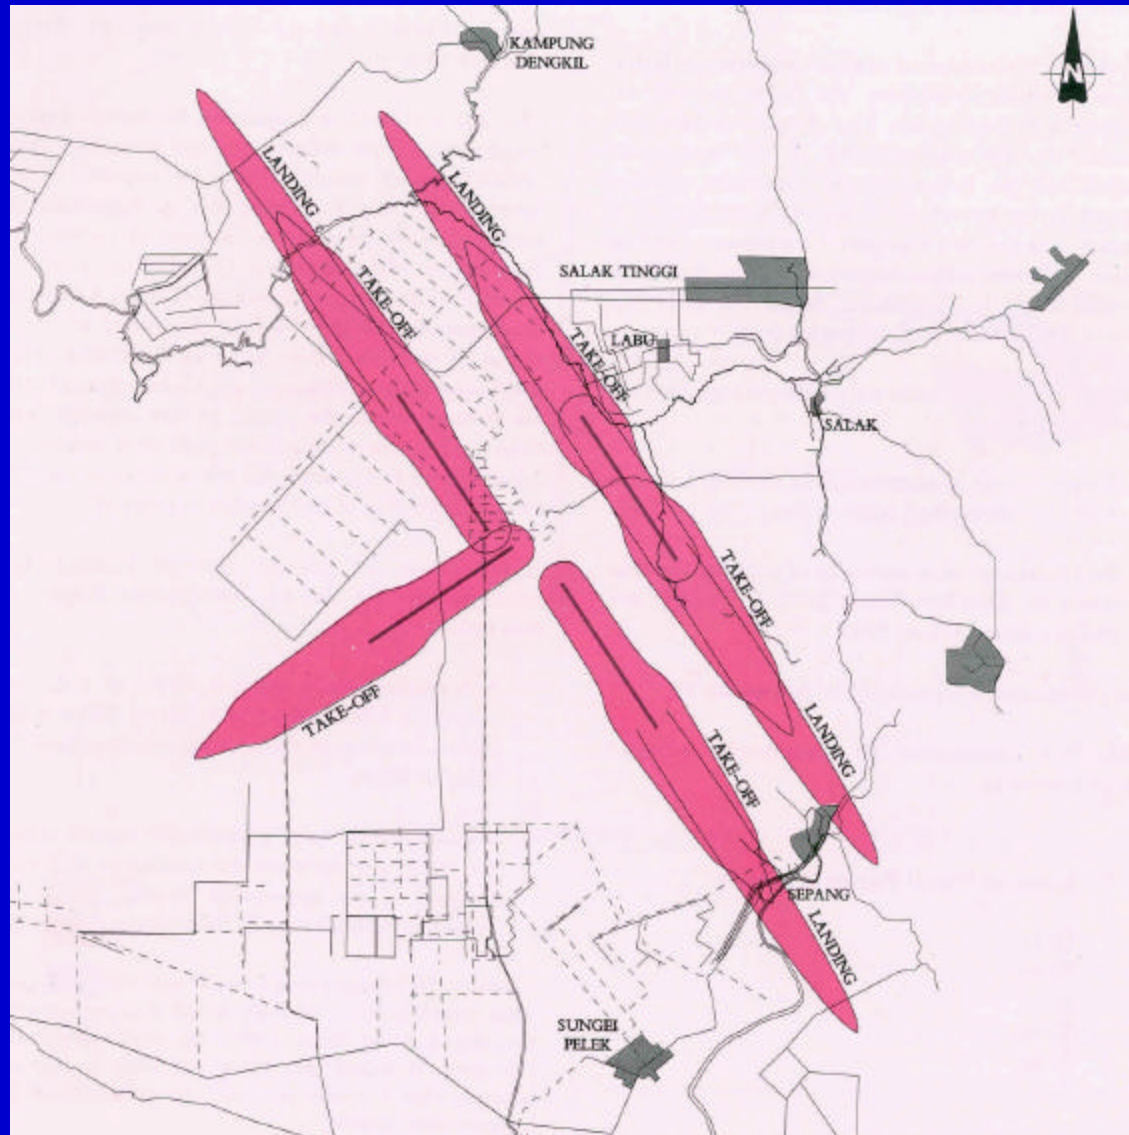 KAMPUNG
DENGKIL
N
LANDING
LANDING
SALAK TINGGI
TAKE-OFF
LABU
TAKE-OFF
SALAK
TAKE-OFF
TAKE-OFF
LANDING
TAKE-OFF
SEPANG
LANDING
SUNGEI
PELEK